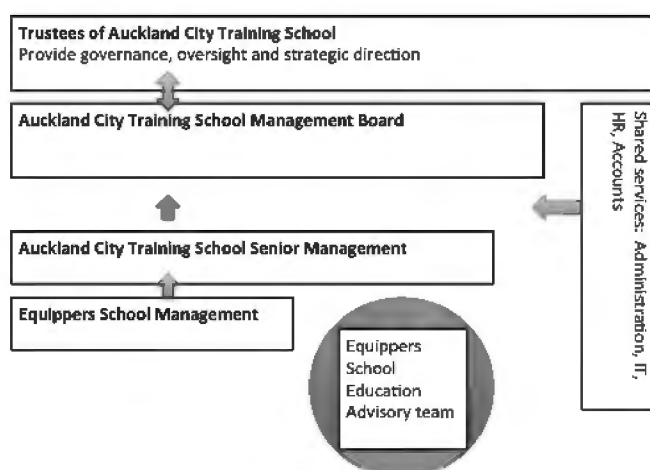 Trustees of Auckland City Training School
Provide governance, oversight and strategic direction
Auckland City Training School Management Board
Shared services: Administration, IT,
HR, Accounts
Auckland City Training School Senior Management
Equippers School Management
Equippers
School
Education
Advisory team